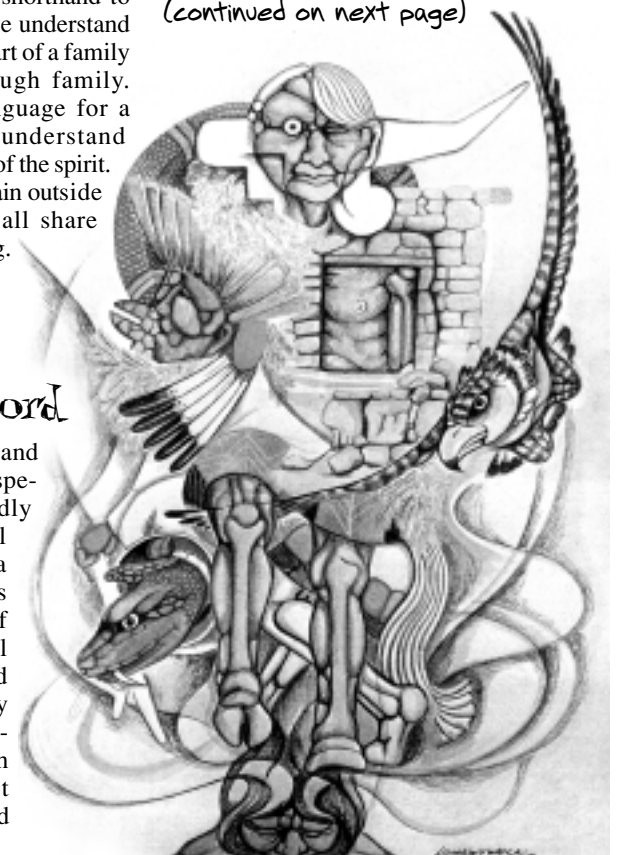 (continued on next page)
shorthand to
e understand
art of a family
ugh family.
guage for a
understand
of the spirit.
ain outside
all share
g.
ord
and
spe-
dly
l
a
s
f
l
d
y
-
n
t
d